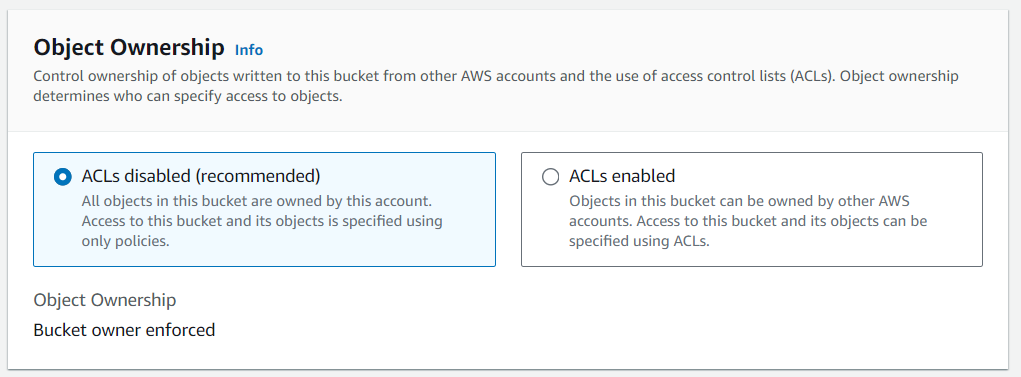 Object Ownership Info
Control ownership of objects written to this bucket from other AWS accounts and the use of access control lists (ACLs). Object ownership
determines who can specify access to objects.
ACLs disabled (recommended)
All objects in this bucket are owned by this account.
Access to this bucket and its objects is specified using
only policies.
ACLs enabled
Objects in this bucket can be owned by other AWS
accounts. Access to this bucket and its objects can be
specified using ACLs.
Object Ownership
Bucket owner enforced